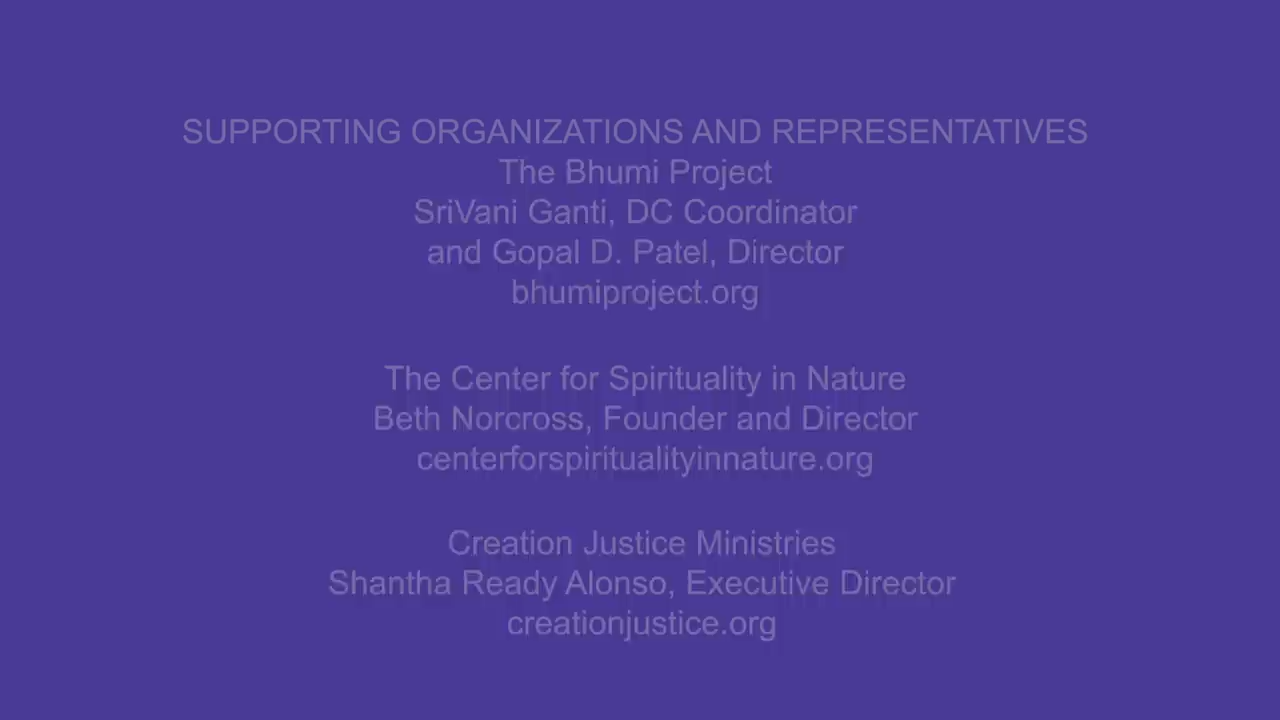 SUPPORTING ORGANIZATIONS AND REPRESENTATIVES
The Bhumi Project
SriVani Ganti, DC Coordinator
and Gopal D. Patel, Director
bhumiproject.org
The Center for Spirituality in Nature
Beth Norcross, Founder and Director
centerforspiritualityinnature.org
Creation Justice Ministries
Shantha Ready Alonso, Executive Director
creationjustice.org